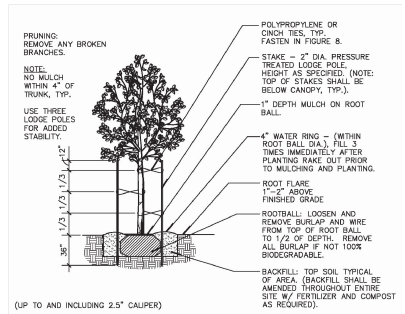 PRUNING:
REMOVE ANY BROKEN
BRANCHES.
NOTE:
NO MULCH
WITHIN 4" OF
TRUNK, TYP.
USE THREE
LODGE POLES
FOR ADDED
STABILITY.
12"
1/3
1/3
1/3
36"
(UP TO AND INCLUDING 2.5" CALIPER)
POLYPROPYLENE OR
CINCH TIES, TYP.
FASTEN IN FIGURE 8.
STAKE – 2" DIA. PRESSURE
TREATED LODGE POLE,
HEIGHT AS SPECIFIED. (NOTE:
TOP OF STAKES SHALL BE
BELOW CANOPY, TYP.).
1" DEPTH MULCH ON ROOT
BALL.
4" WATER RING – (WITHIN
ROOT BALL DIA.), FILL 3
TIMES IMMEDIATELY AFTER
PLANTING RAKE OUT PRIOR
TO MULCHING AND PLANTING.
ROOT FLARE
1"–2" ABOVE
FINISHED GRADE
ROOTBALL: LOOSEN AND
REMOVE BURLAP AND WIRE
FROM TOP OF ROOT BALL
TO 1/2 OF DEPTH. REMOVE
ALL BURLAP IF NOT 100%
BIODEGRADABLE.
BACKFILL: TOP SOIL TYPICAL
OF AREA. (BACKFILL SHALL BE
AMENDED THROUGHOUT ENTIRE
SITE W/ FERTILIZER AND COMPOST
AS REQUIRED).